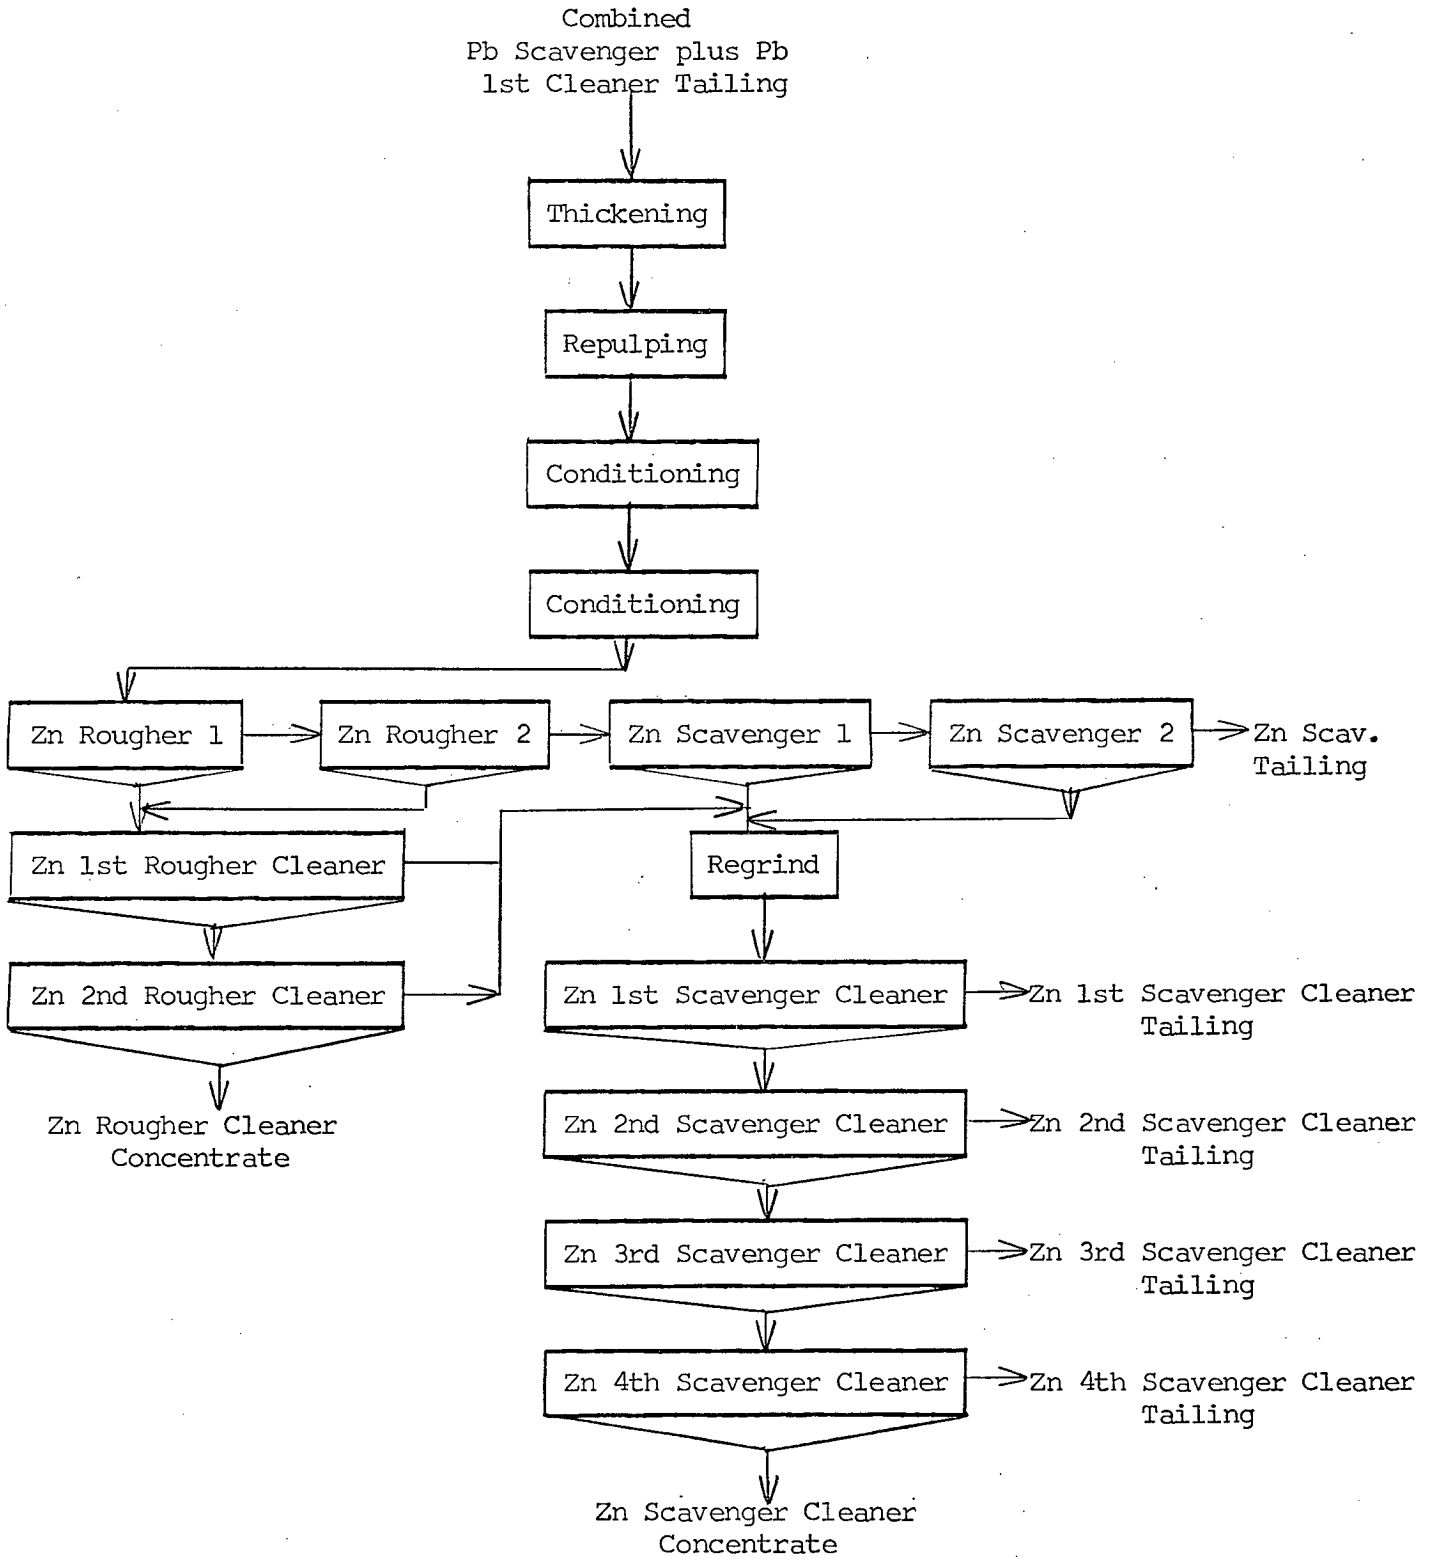 Combined
Pb Scavenger plus Pb
1st Cleaner Tailing
Thickening
Repulping
Conditioning
Conditioning
Zn Rougher 1
Zn Rougher 2
Zn Scavenger 1
Zn Scavenger 2
Zn Scav.
Tailing
Zn 1st Rougher Cleaner
Regrind
Zn 2nd Rougher Cleaner
Zn 1st Scavenger Cleaner
Zn 1st Scavenger Cleaner
Tailing
Zn Rougher Cleaner
Concentrate
Zn 2nd Scavenger Cleaner
Zn 2nd Scavenger Cleaner
Tailing
Zn 3rd Scavenger Cleaner
Zn 3rd Scavenger Cleaner
Tailing
Zn 4th Scavenger Cleaner
Zn 4th Scavenger Cleaner
Tailing
Zn Scavenger Cleaner
Concentrate